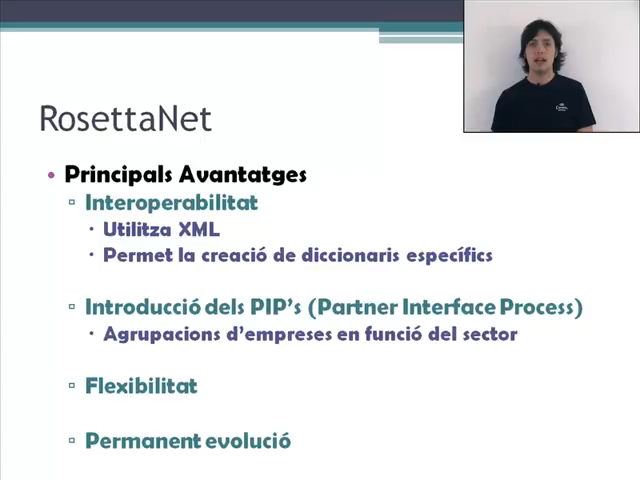 RosettaNet
Principals Avantatges
Interoperabilitat
Utilitza XML
Permet la creació de diccionaris específics
Introducció dels PIP's (Partner Interface Process)
Agrupacions d'empreses en funció del sector
Flexibilitat
Permanent evolució